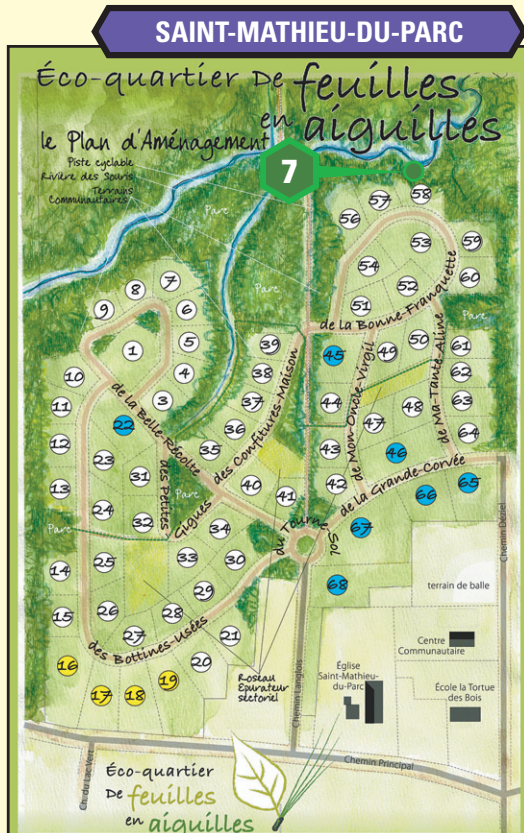 SAINT-MATHIEU-DU-PARC
Éco-quartier De feuilles
en aiguilles
le Plan d'Aménagement
Piste cyclable
Rivière des Souris
Terrains
Communautaires
7
Parc
Parc
Parc
Parc
Parc
58
57
56
59
53
60
54
52
51
de la Bonne-Franquette
7
8
6
9
1
5
4
10
3
11
22
de la Belle-Récolte
12
23
13
31
24
32
des Petites
Gigues
39
38
37
36
35
des Confitures-Maison
45
49
50
61
62
44
48
63
47
64
43
46
42
40
41
de Mon-Oncle-Virgil
de Ma-Tante-Aline
de la Grande-Corvée
65
66
67
68
du Tourne-Sol
34
33
30
14
25
15
26
27
28
29
21
20
des Bottines-Usées
16
17
18
19
Roseau
Épurateur
sectoriel
Chemin Déziel
terrain de balle
Centre
Communautaire
Église
Saint-Mathieu-
du-Parc
École la Tortue
des Bois
Chemin Langlois
Chemin Principal
Ch. du Lac Vert
Éco-quartier
De feuilles
en aiguilles